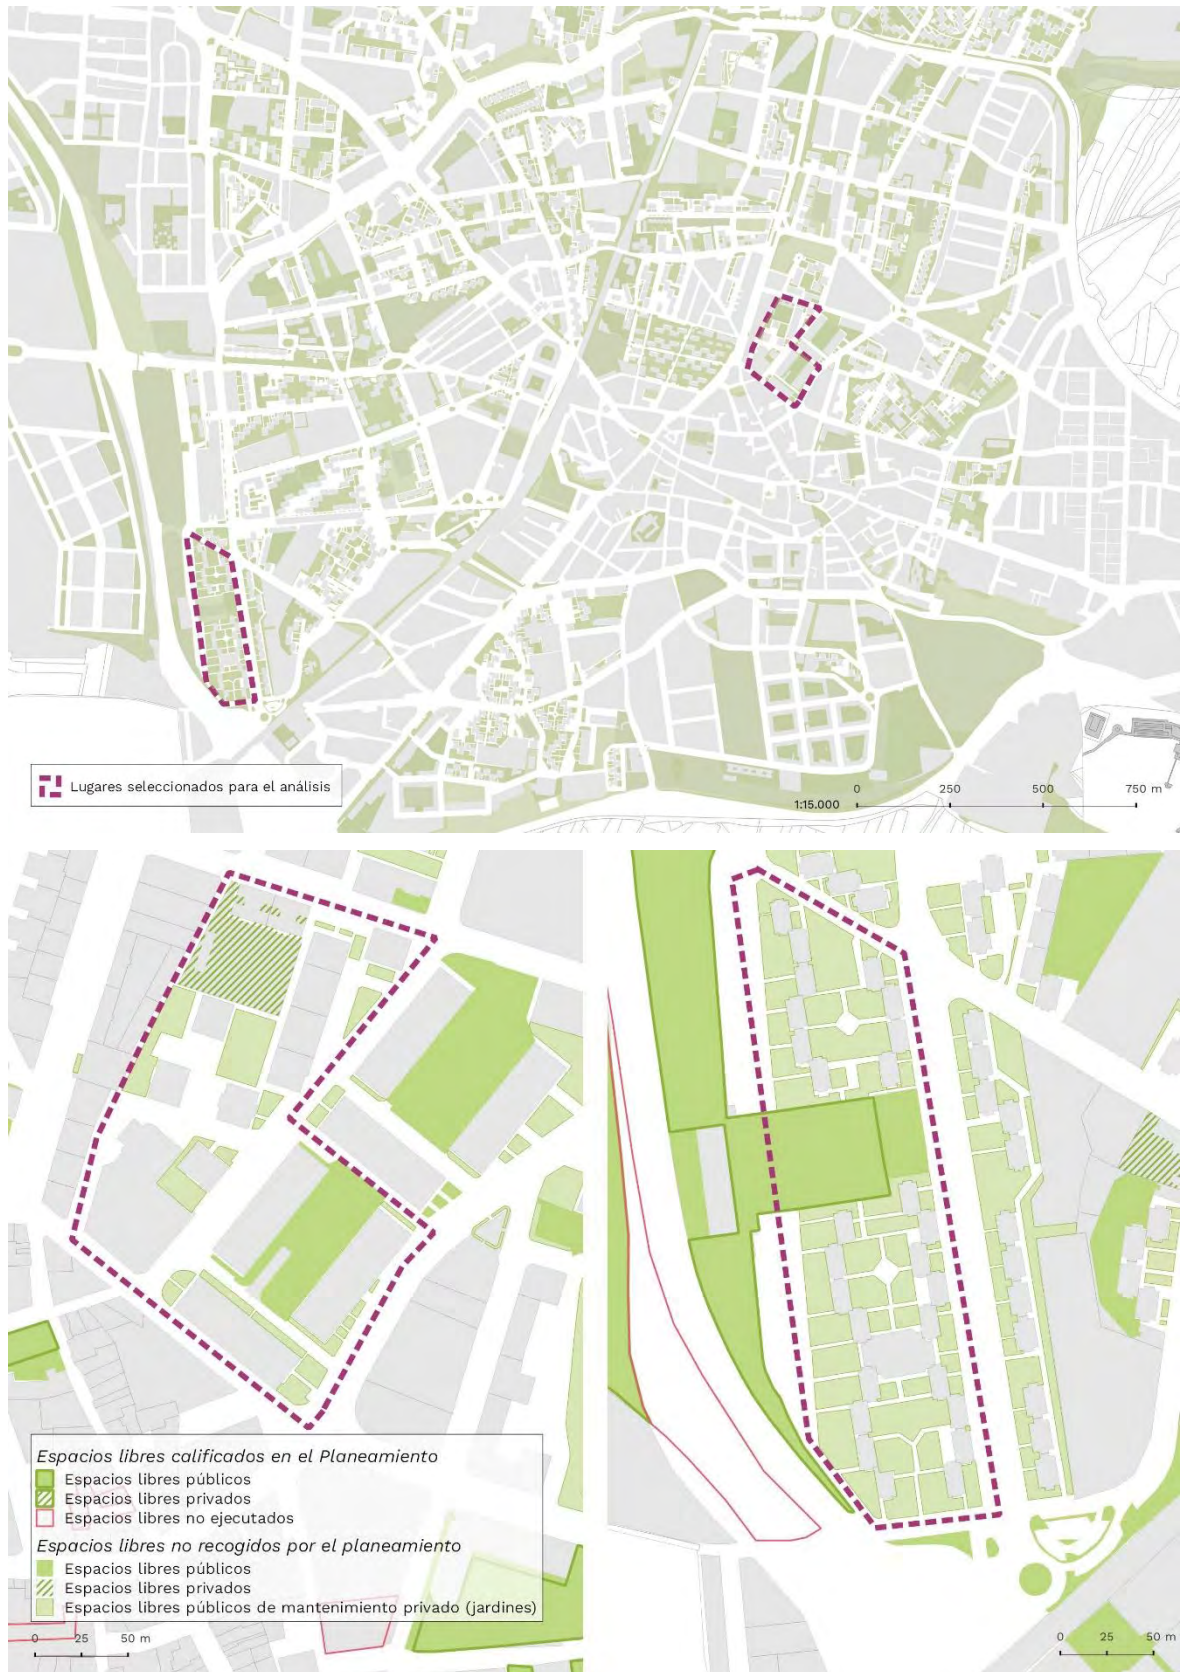 Lugares seleccionados para el análisis
1:15.000
0 250 500 750 m
Espacios libres calificados en el Planeamiento
Espacios libres públicos
Espacios libres privados
Espacios libres no ejecutados
Espacios libres no recogidos por el planeamiento
Espacios libres públicos
Espacios libres privados
Espacios libres públicos de mantenimiento privado (jardines)
0 25 50 m
0 25 50 m